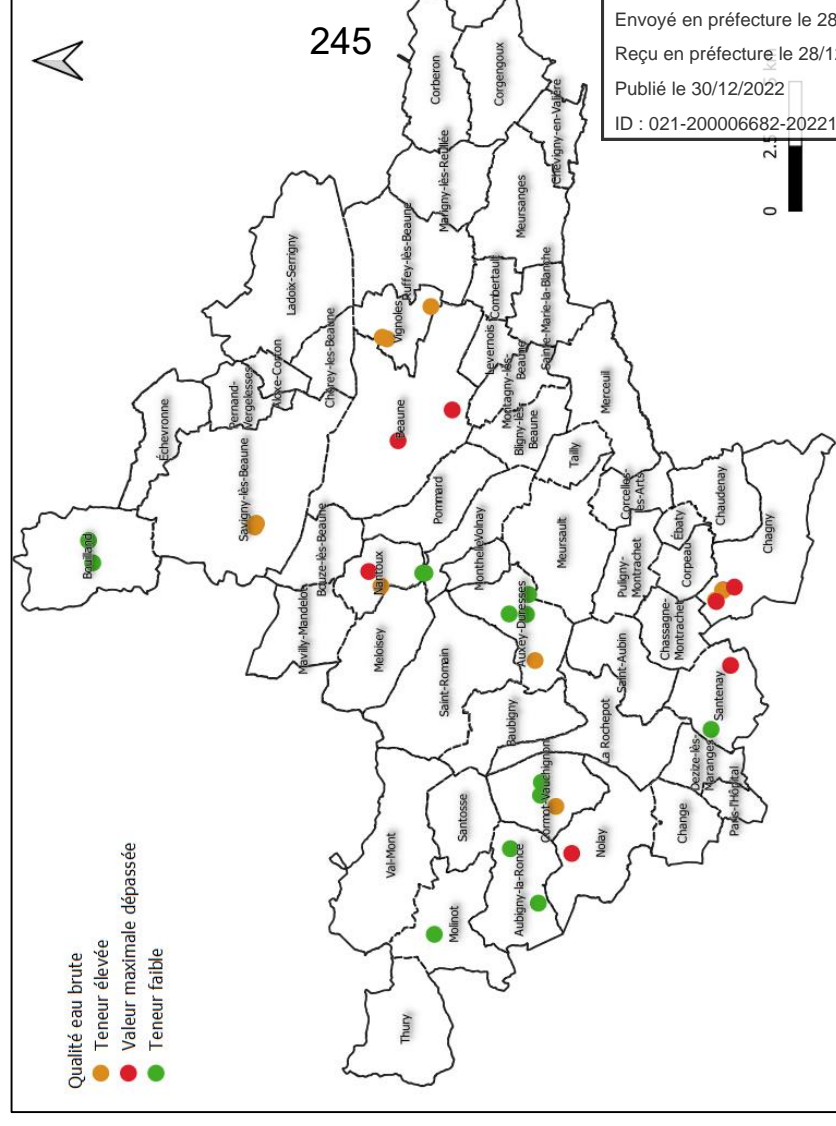 245
Envoyé en préfecture le 28
Reçu en préfecture le 28/1
Publié le 30/12/2022
ID : 021-200006682-20221
0
2.5
km
Qualité eau brute
Teneur élevée
Valeur maximale dépassée
Teneur faible
Corberon
Corgengoux
Chevigny-en-Valière
Marigny-lès-Reullée
Meursanges
Ruffey-lès-Beaune
Combertault
Sainte-Marie-la-Blanche
Ladoix-Serrigny
Vignoles
Levernois
Montagny-lès-
Beaune
Chorey-les-Beaune
Aloxe-Corton
Pernand-
Vergelesses
Échevronne
Savigny-lès-Beaune
Beaune
Bligny-lès-
Beaune
Merceuil
Tailly
Bouilland
Bouze-lès-Beaune
Pommard
Volnay
Monthelie
Meursault
Corcelles-
les-Arts
Ébaty
Chaudenay
Chagny
Corpeau
Puligny-
Montrachet
Chassagne-
Montrachet
Nantoux
Mavilly-Mandelot
Meloisey
Auxey-Duresses
Saint-Romain
Saint-Aubin
Santenay
Baubigny
La Rochepot
Dezize-lès-
Maranges
Paris-l'Hôpital
Cormot-Vauchignon
Change
Nolay
Santosse
Val-Mont
Aubigny-la-Ronce
Molinot
Thury